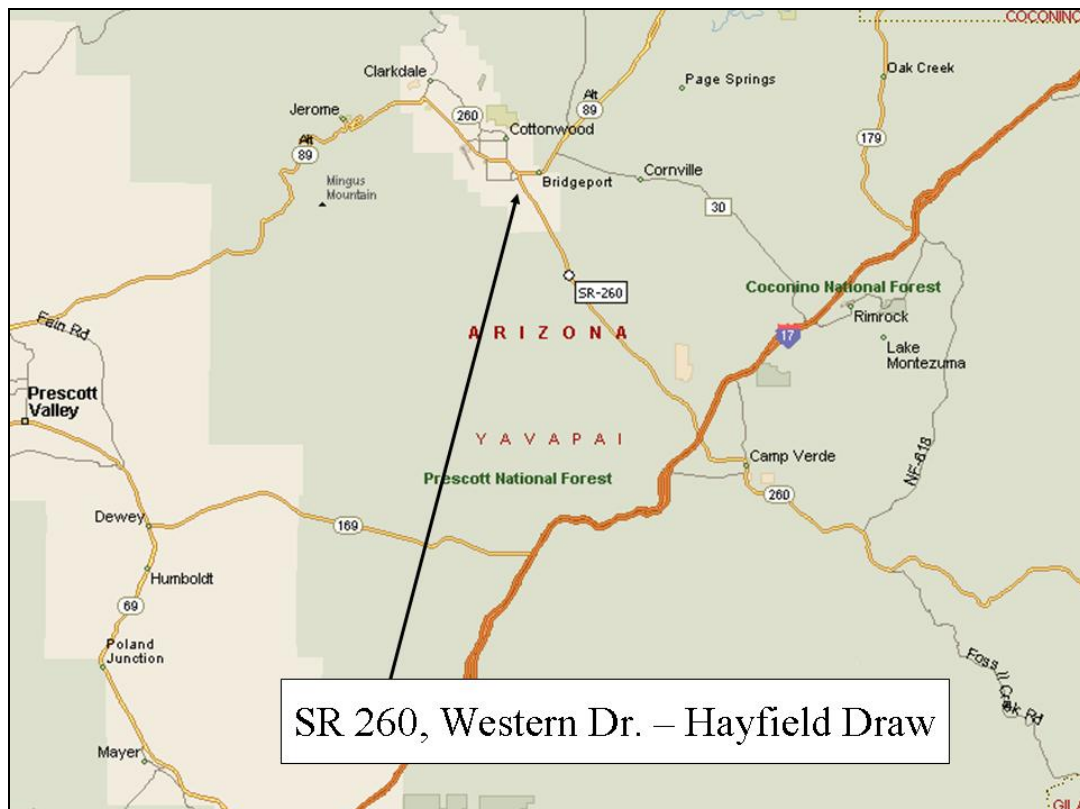 COCONINO
Clarkdale
Oak Creek
Page Springs
Alt
89
Jerome
260
Alt
89
Cottonwood
179
Mingus
Mountain
Bridgeport
Cornville
30
SR-260
Coconino National Forest
Fain Rd
ARIZONA
17
Rimrock
Lake
Montezuma
Prescott
Valley
YAVAPAI
Camp Verde
Prescott National Forest
NF-618
260
Dewey
169
Humboldt
69
Poland
Junction
Fossil Creek Rd
SR 260, Western Dr. – Hayfield Draw
Mayer
GILA